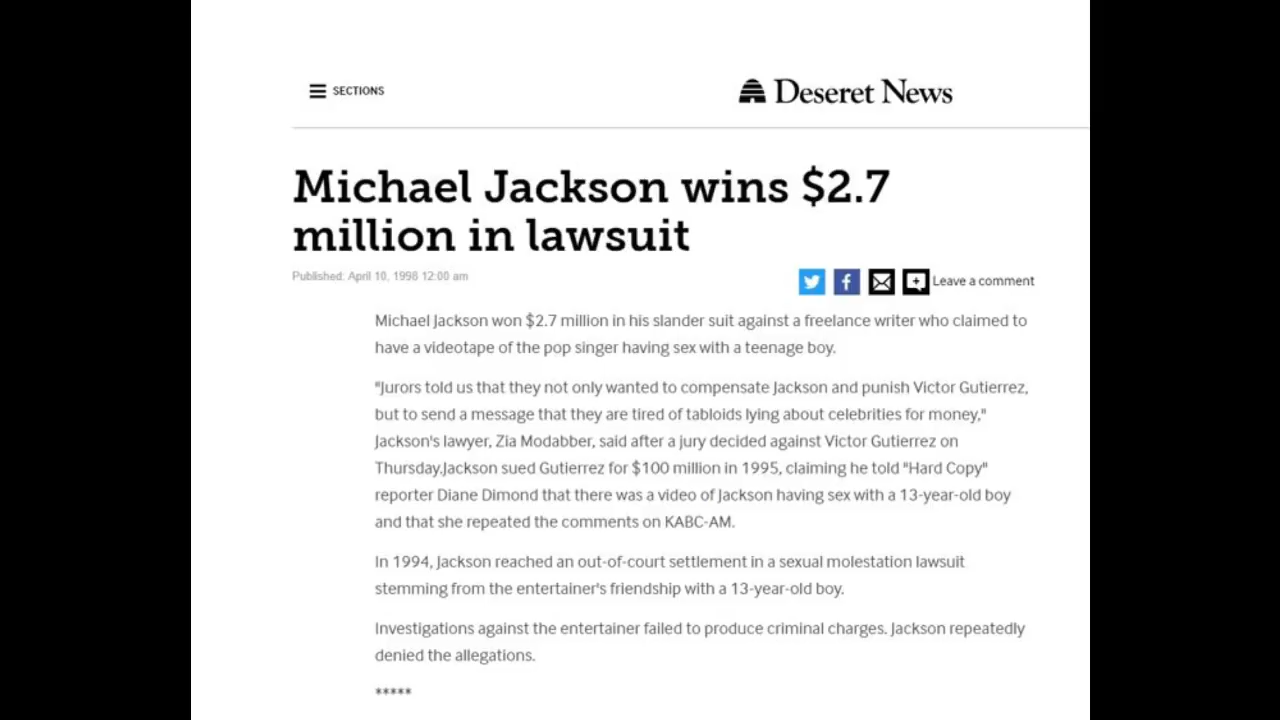 SECTIONS
Deseret News
Michael Jackson wins $2.7
million in lawsuit
Published: April 10, 1998 12:00 am
Leave a comment
Michael Jackson won $2.7 million in his slander suit against a freelance writer who claimed to
have a videotape of the pop singer having sex with a teenage boy.
"Jurors told us that they not only wanted to compensate Jackson and punish Victor Gutierrez,
but to send a message that they are tired of tabloids lying about celebrities for money,"
Jackson's lawyer, Zia Modabber, said after a jury decided against Victor Gutierrez on
Thursday.Jackson sued Gutierrez for $100 million in 1995, claiming he told "Hard Copy"
reporter Diane Dimond that there was a video of Jackson having sex with a 13-year-old boy
and that she repeated the comments on KABC-AM.
In 1994, Jackson reached an out-of-court settlement in a sexual molestation lawsuit
stemming from the entertainer's friendship with a 13-year-old boy.
Investigations against the entertainer failed to produce criminal charges. Jackson repeatedly
denied the allegations.
*****